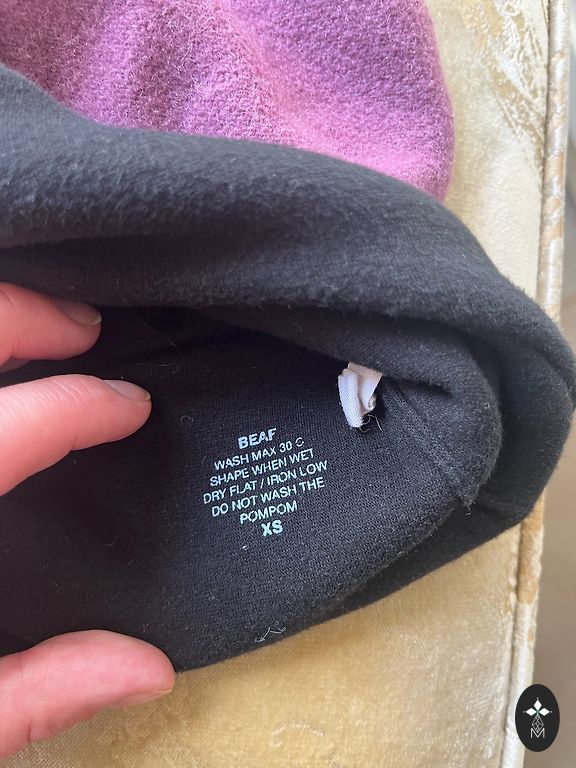 BEAF
WASH MAX 30 C
SHAPE WHEN WET
DRY FLAT / IRON LOW
DO NOT WASH THE
POMPOM
XS
M